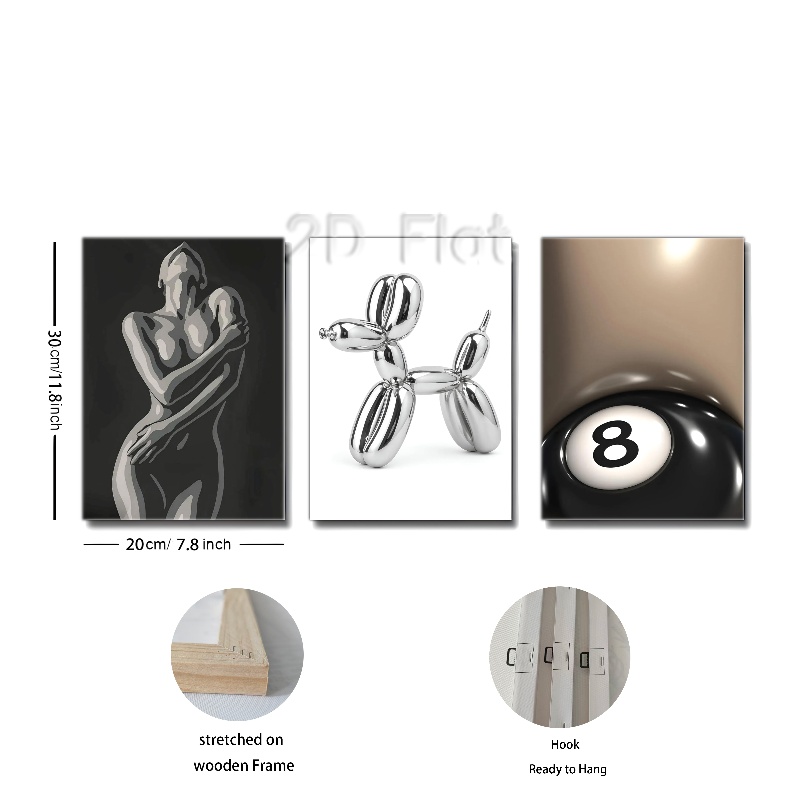 2D Flat
30cm/11.8inch
8
20cm/ 7.8 inch
stretched on
wooden Frame
Hook
Ready to Hang